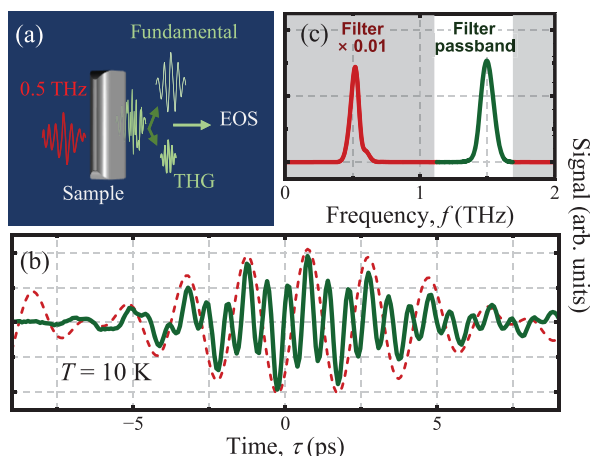 (a)
Fundamental
0.5 THz
EOS
Sample
THG
(c)
Filter
× 0.01
Filter
passband
0 1 2
Frequency, f (THz)
Signal (arb. units)
(b)
T = 10 K
−5 0 5
Time, τ (ps)